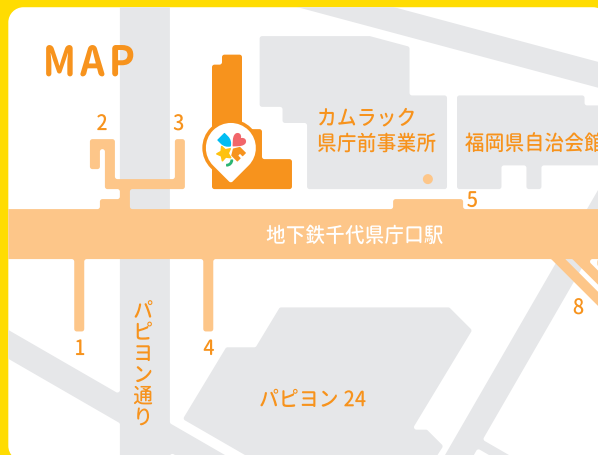 MAP
2
3
カムラック
県庁前事業所
福岡県自治会館
5
地下鉄千代県庁口駅
8
1
パピヨン通り
4
パピヨン 24